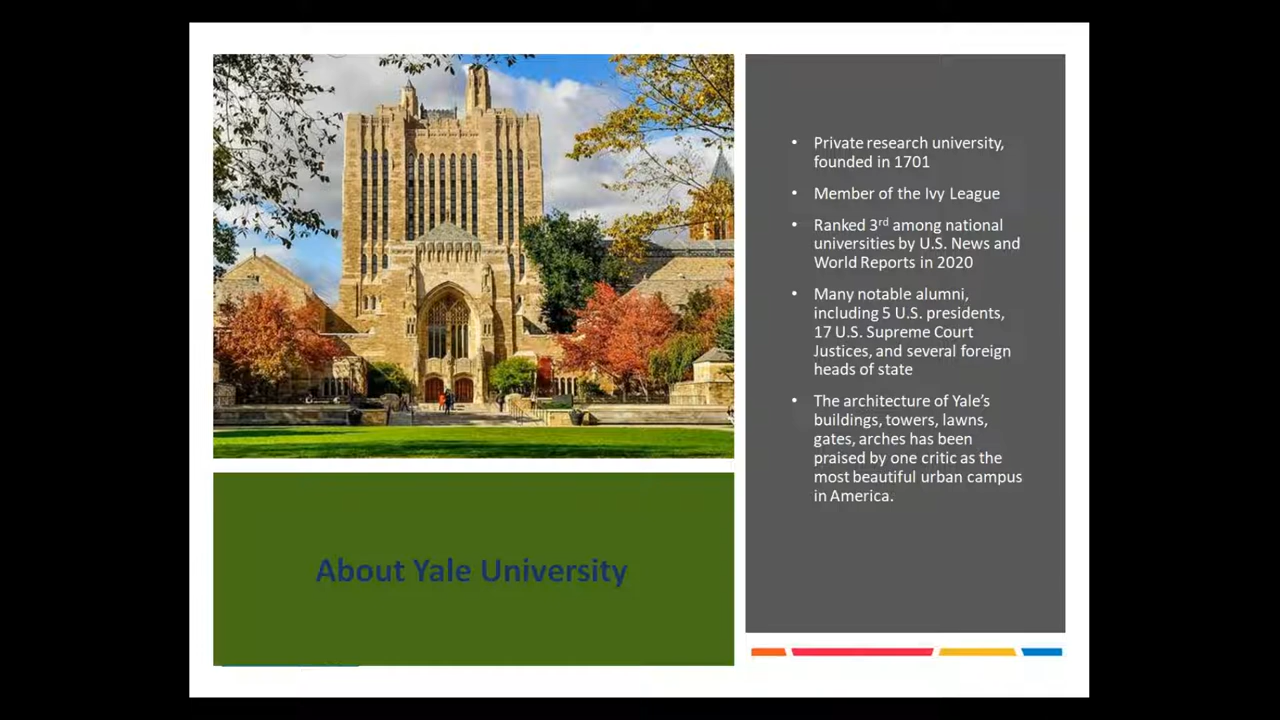 • Private research university,
founded in 1701
• Member of the Ivy League
• Ranked 3rd among national
universities by U.S. News and
World Reports in 2020
• Many notable alumni,
including 5 U.S. presidents,
17 U.S. Supreme Court
Justices, and several foreign
heads of state
• The architecture of Yale’s
buildings, towers, lawns,
gates, arches has been
praised by one critic as the
most beautiful urban campus
in America.
About Yale University